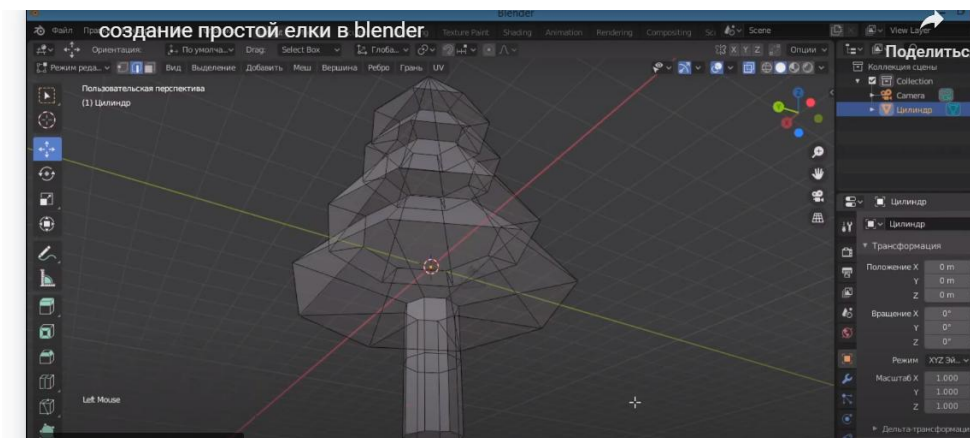 Blender
создание простой елки в blender
Файл
Texture Paint Shading Animation Rendering Compositing Sc Scene View Layer
Поделитьс
Ориентация: По умолча... Drag: Select Box Глоба... X Y Z Опции
Режим реда... Вид Выделение Добавить Меш Вершина Ребро Грань UV
Коллекция сцены
Collection
Camera
Цилиндр
Пользовательская перспектива
(1) Цилиндр
Цилиндр
Цилиндр
Трансформация
Положение X 0 m
Y 0 m
Z 0 m
Вращение X 0°
Y 0°
Z 0°
Режим XYZ Эй...
Масштаб X 1.000
Y 1.000
Z 1.000
Дельта-трансформаци
Left Mouse